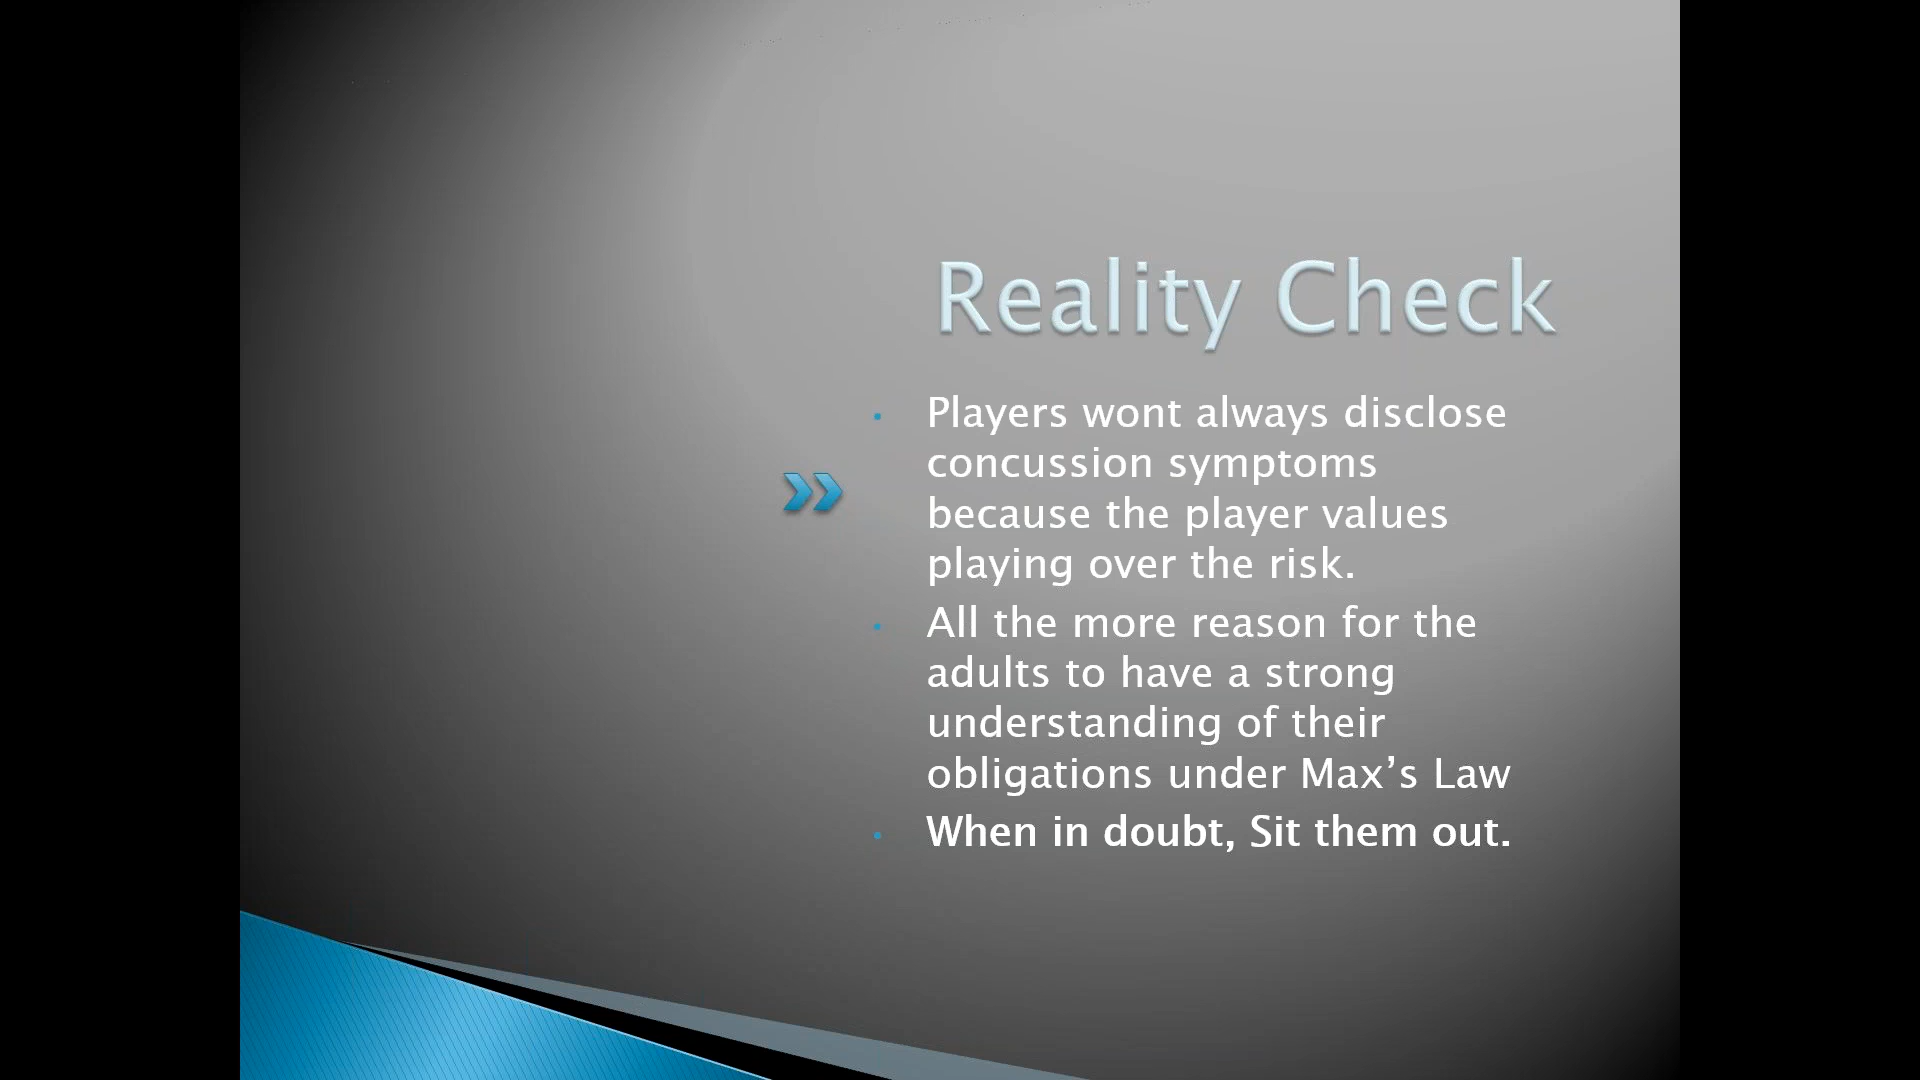 Reality Check
• Players wont always disclose
concussion symptoms
because the player values
playing over the risk.
• All the more reason for the
adults to have a strong
understanding of their
obligations under Max’s Law
• When in doubt, Sit them out.